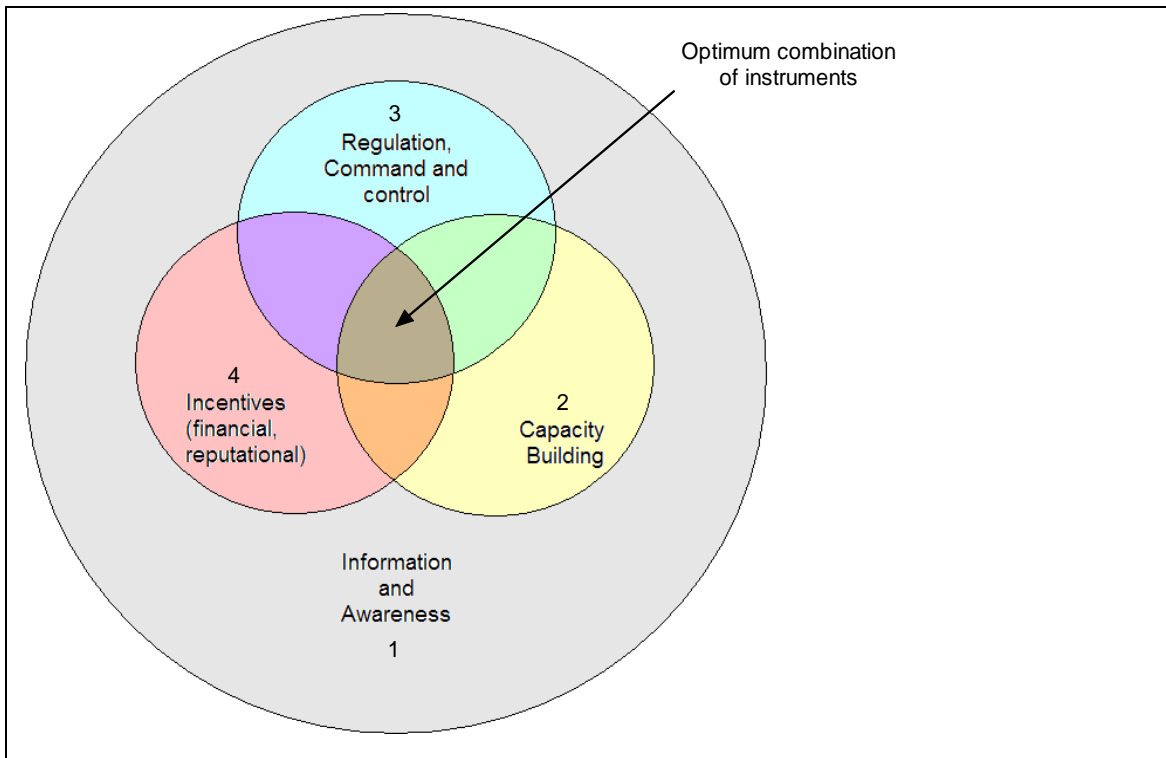 Optimum combination
of instruments
3
Regulation,
Command and
control
4
Incentives
(financial,
reputational)
2
Capacity
Building
Information
and
Awareness
1